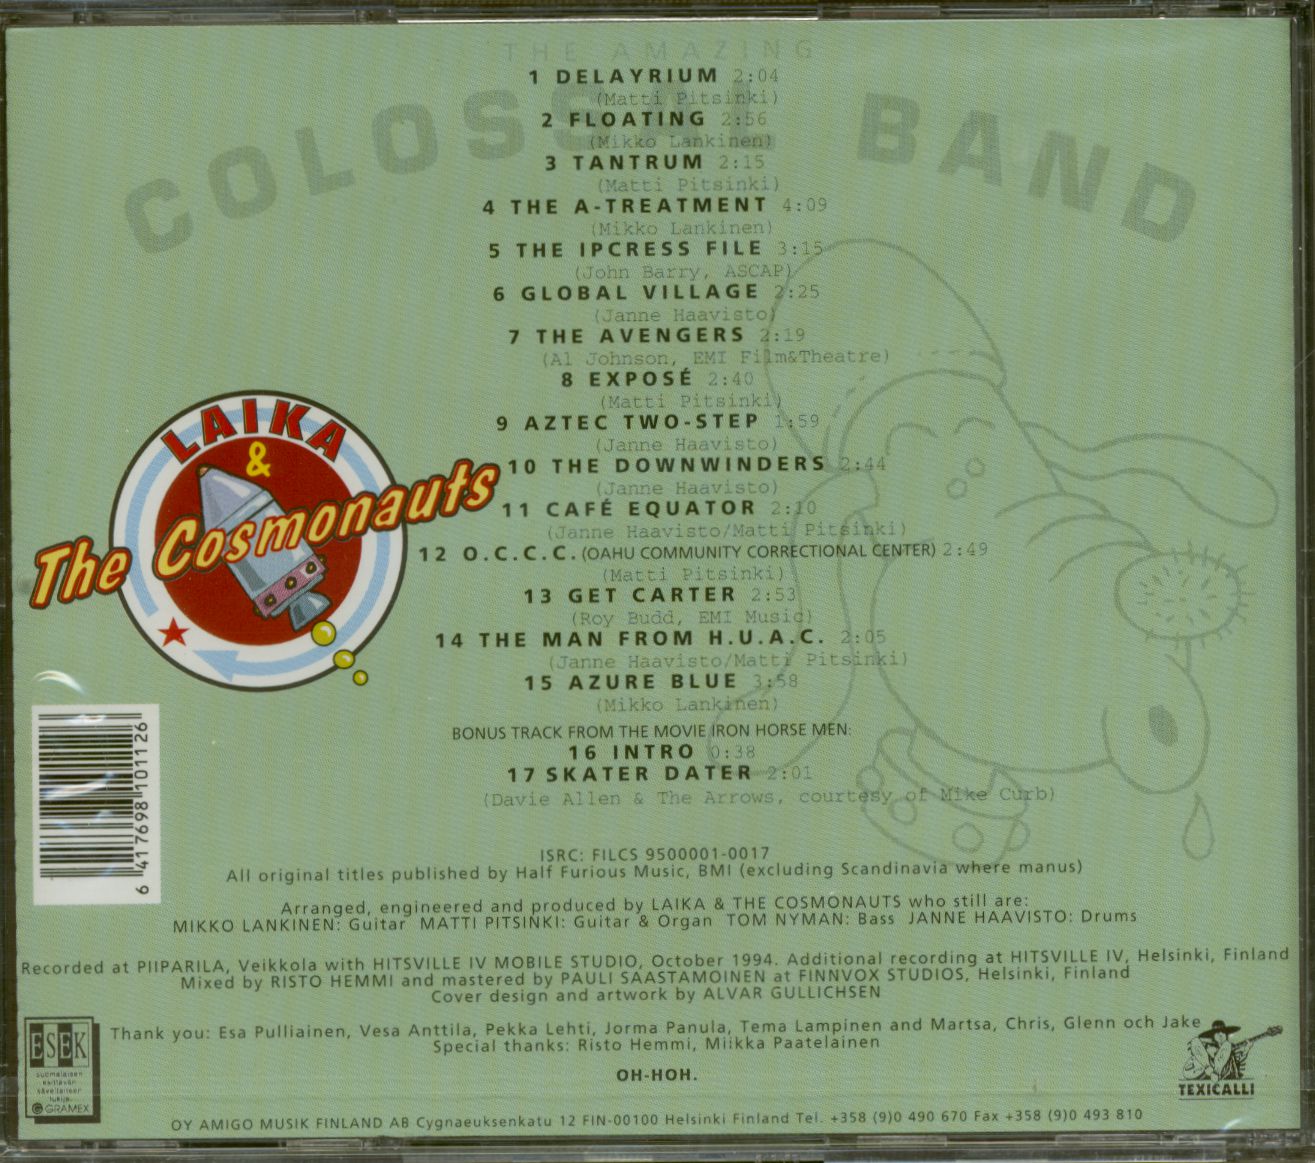 THE AMAZING
COLOSSAL BAND
1 DELAYRIUM 2:04
(Matti Pitsinki)
2 FLOATING 2:56
(Mikko Lankinen)
3 TANTRUM 2:15
(Matti Pitsinki)
4 THE A-TREATMENT 4:09
(Mikko Lankinen)
5 THE IPCRESS FILE 3:15
(John Barry, ASCAP)
6 GLOBAL VILLAGE 2:25
(Janne Haavisto)
7 THE AVENGERS 2:19
(Al Johnson, EMI Film&Theatre)
8 EXPOSÉ 2:40
(Matti Pitsinki)
9 AZTEC TWO-STEP 1:59
(Janne Haavisto)
10 THE DOWNWINDERS 2:44
(Janne Haavisto)
11 CAFÉ EQUATOR 2:10
(Janne Haavisto/Matti Pitsinki)
12 O.C.C.C. (OAHU COMMUNITY CORRECTIONAL CENTER) 2:49
(Matti Pitsinki)
13 GET CARTER 2:53
(Roy Budd, EMI Music)
14 THE MAN FROM H.U.A.C. 2:05
(Janne Haavisto/Matti Pitsinki)
15 AZURE BLUE 3:58
(Mikko Lankinen)
BONUS TRACK FROM THE MOVIE IRON HORSE MEN:
16 INTRO 0:38
17 SKATER DATER 2:01
(Davie Allen & The Arrows, courtesy of Mike Curb)
LAIKA
&
The Cosmonauts
6 417698 101126
ISRC: FILCS 9500001-0017
All original titles published by Half Furious Music, BMI (excluding Scandinavia where manus)
Arranged, engineered and produced by LAIKA & THE COSMONAUTS who still are:
MIKKO LANKINEN: Guitar MATTI PITSINKI: Guitar & Organ TOM NYMAN: Bass JANNE HAAVISTO: Drums
Recorded at PIIPARILA, Veikkola with HITSVILLE IV MOBILE STUDIO, October 1994. Additional recording at HITSVILLE IV, Helsinki, Finland
Mixed by RISTO HEMMI and mastered by PAULI SAASTAMOINEN at FINNVOX STUDIOS, Helsinki, Finland
Cover design and artwork by ALVAR GULLICHSEN
Thank you: Esa Pulliainen, Vesa Anttila, Pekka Lehti, Jorma Panula, Tema Lampinen and Martsa, Chris, Glenn och Jake
Special thanks: Risto Hemmi, Miikka Paatelainen
OH-HOH.
ESEK
suomalaisen
esittävän
säveltaiteen
tukija
GRAMEX
TEXICALLI
OY AMIGO MUSIK FINLAND AB Cygnaeuksenkatu 12 FIN-00100 Helsinki Finland Tel. +358 (9)0 490 670 Fax +358 (9)0 493 810